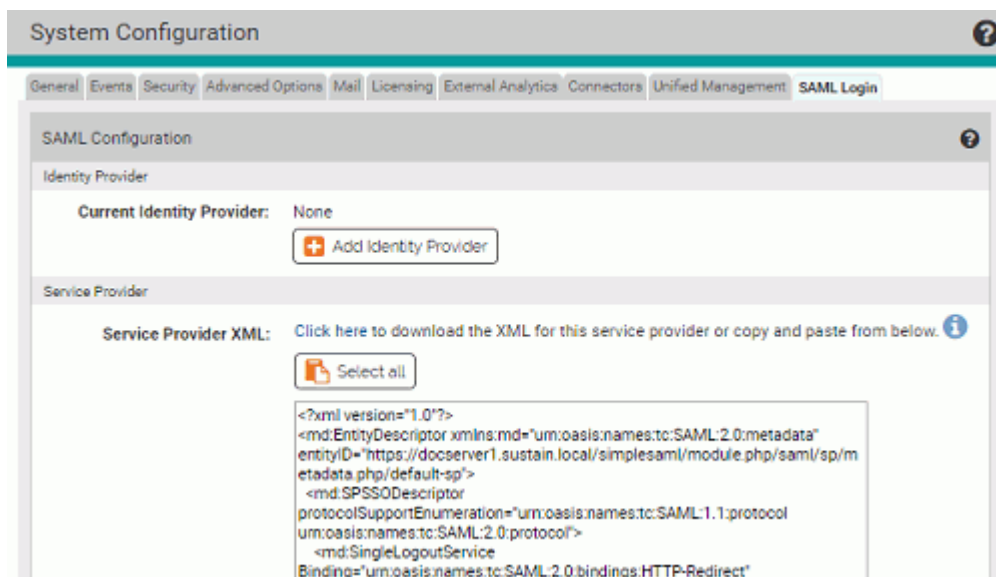 System Configuration
General Events Security Advanced Options Mail Licensing External Analytics Connectors Unified Management SAML Login
SAML Configuration
Identity Provider
Current Identity Provider: None
Add Identity Provider
Service Provider
Service Provider XML: Click here to download the XML for this service provider or copy and paste from below.
Select all
<?xml version="1.0"?>
<md:EntityDescriptor xmlns:md="urn:oasis:names:tc:SAML:2.0:metadata"
entityID="https://docserver1.sustain.local/simplesaml/module.php/saml/sp/m
etadata.php/default-sp">
<md:SPSSODescriptor
protocolSupportEnumeration="urn:oasis:names:tc:SAML:1.1:protocol
urn:oasis:names:tc:SAML:2.0:protocol">
<md:SingleLogoutService
Binding="urn:oasis:names:tc:SAML:2.0:bindings:HTTP-Redirect"